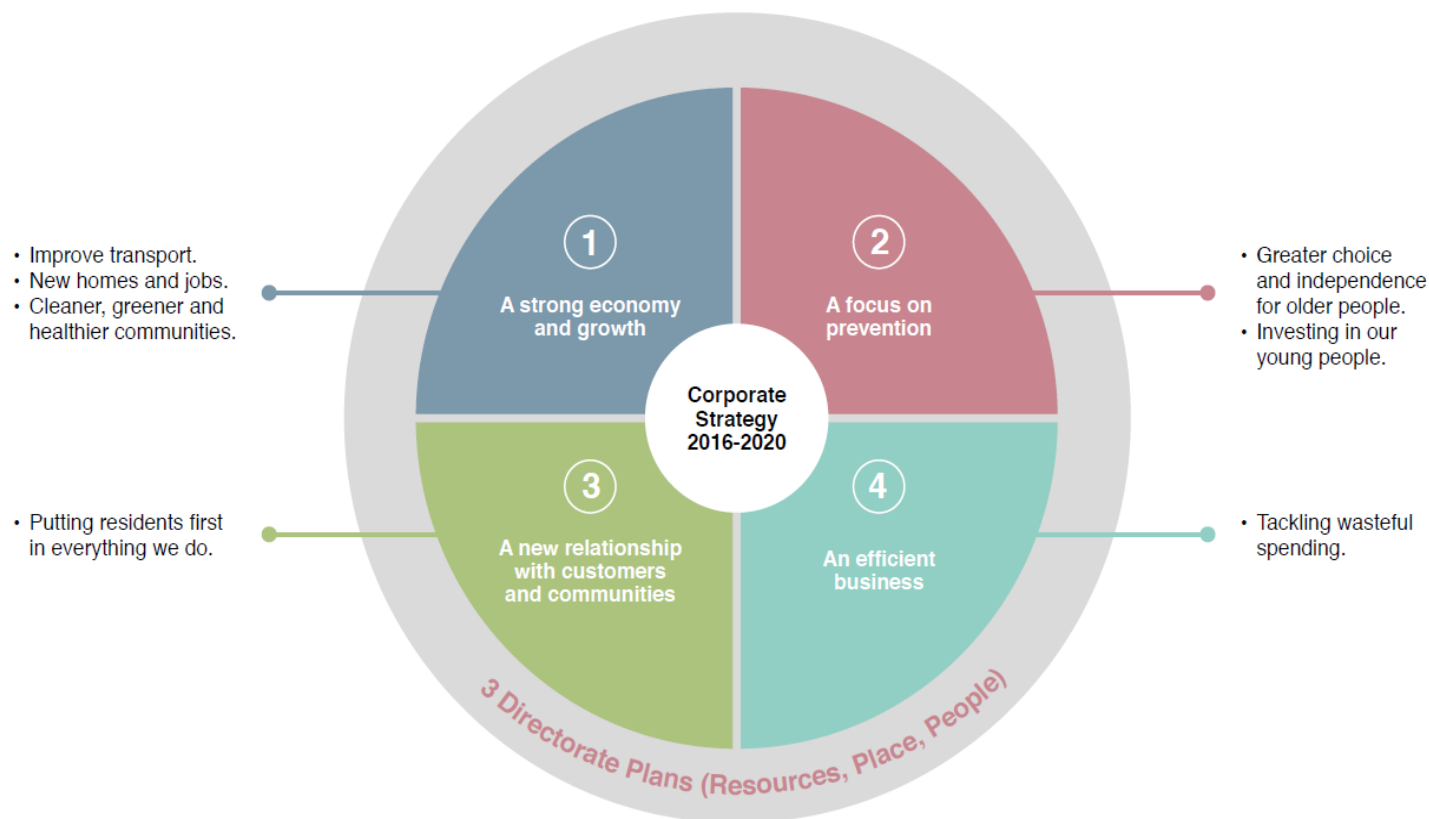 • Improve transport.
• New homes and jobs.
• Cleaner, greener and
healthier communities.
1
A strong economy
and growth
2
A focus on
prevention
• Greater choice
and independence
for older people.
• Investing in our
young people.
Corporate
Strategy
2016-2020
• Putting residents first
in everything we do.
3
A new relationship
with customers
and communities
4
An efficient
business
• Tackling wasteful
spending.
3 Directorate Plans (Resources, Place, People)